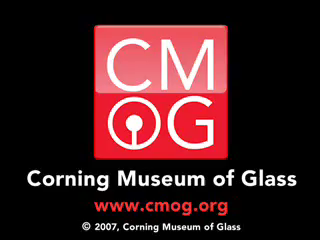 CM
OG
Corning Museum of Glass
www.cmog.org
© 2007, Corning Museum of Glass